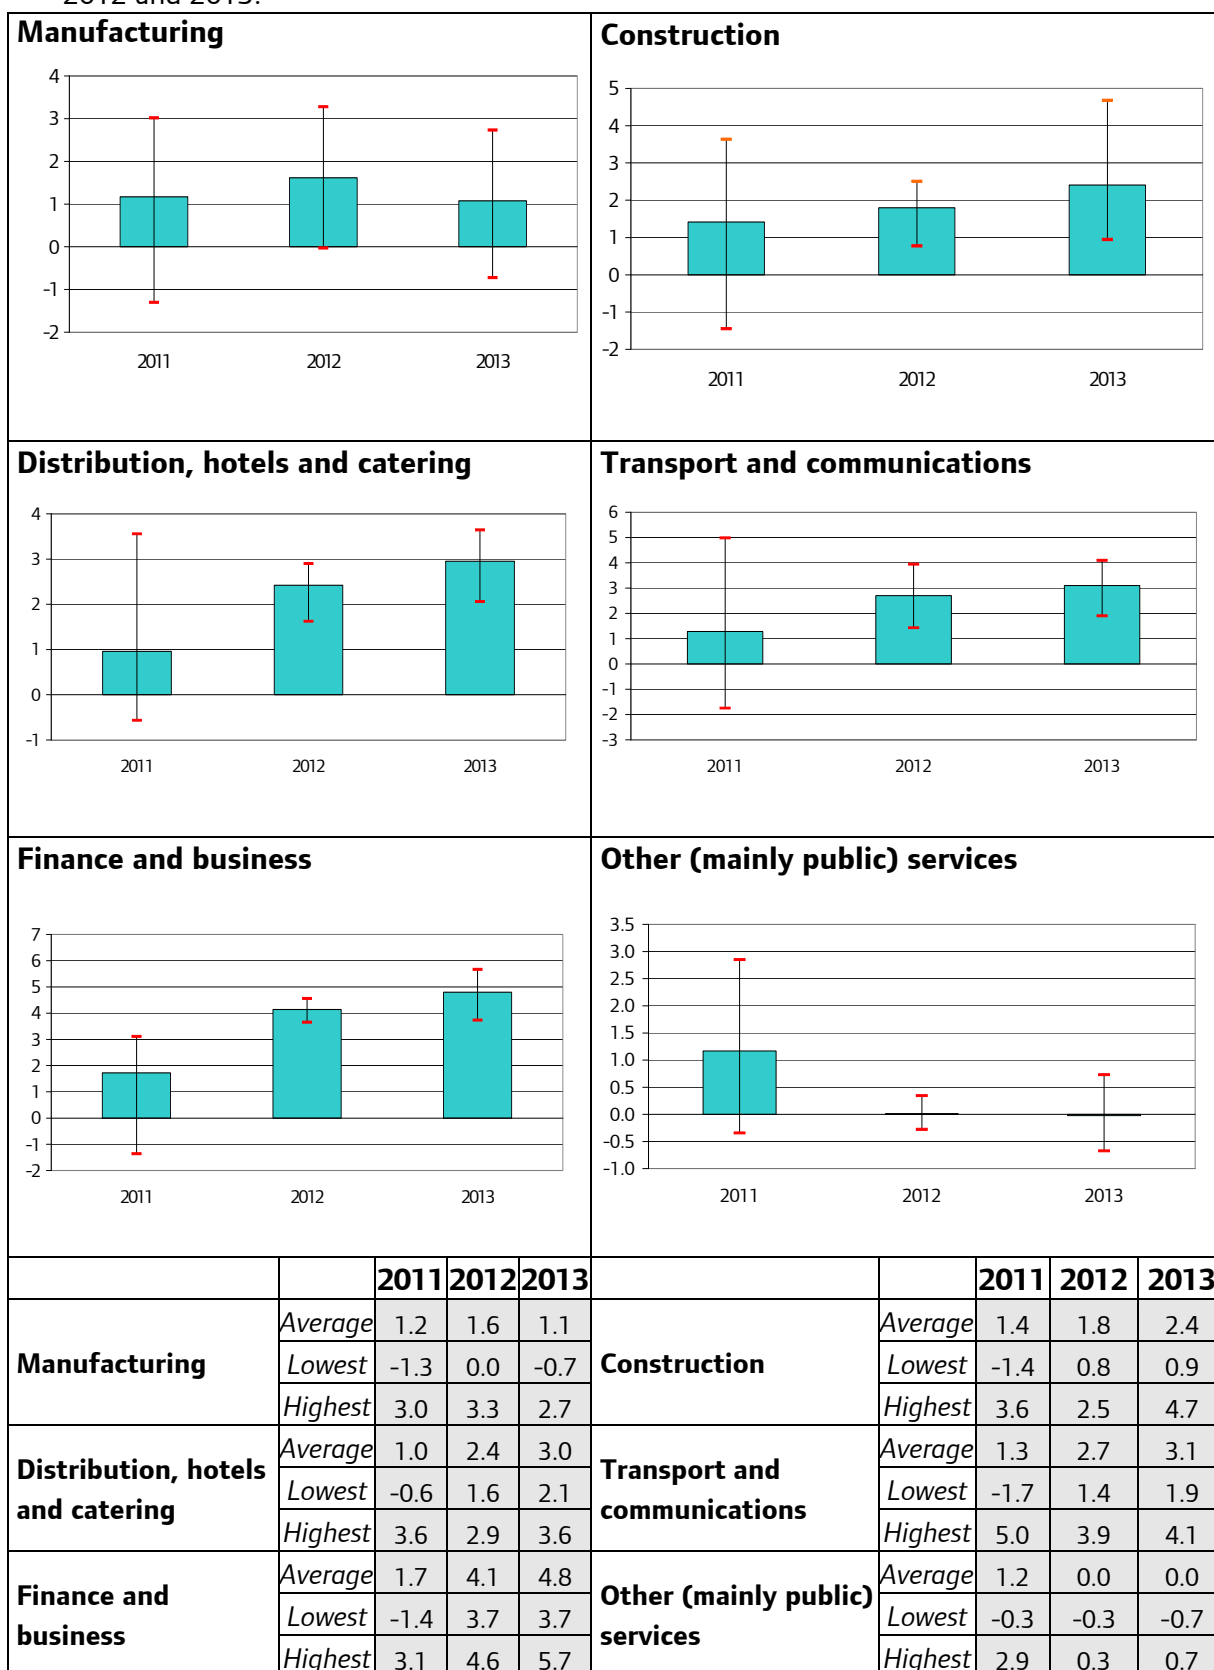 2012 and 2013.
Manufacturing
4
3
2
1
0
-1
-2
2011 2012 2013
Construction
5
4
3
2
1
0
-1
-2
2011 2012 2013
Distribution, hotels and catering
4
3
2
1
0
-1
2011 2012 2013
Transport and communications
6
5
4
3
2
1
0
-1
-2
-3
2011 2012 2013
Finance and business
7
6
5
4
3
2
1
0
-1
-2
2011 2012 2013
Other (mainly public) services
3.5
3.0
2.5
2.0
1.5
1.0
0.5
0.0
-0.5
-1.0
2011 2012 2013
2011 2012 2013 2011 2012 2013
Manufacturing Average 1.2 1.6 1.1 Construction Average 1.4 1.8 2.4
Lowest -1.3 0.0 -0.7 Lowest -1.4 0.8 0.9
Highest 3.0 3.3 2.7 Highest 3.6 2.5 4.7
Distribution, hotels and catering Average 1.0 2.4 3.0 Transport and communications Average 1.3 2.7 3.1
Lowest -0.6 1.6 2.1 Lowest -1.7 1.4 1.9
Highest 3.6 2.9 3.6 Highest 5.0 3.9 4.1
Finance and business Average 1.7 4.1 4.8 Other (mainly public) services Average 1.2 0.0 0.0
Lowest -1.4 3.7 3.7 Lowest -0.3 -0.3 -0.7
Highest 3.1 4.6 5.7 Highest 2.9 0.3 0.7